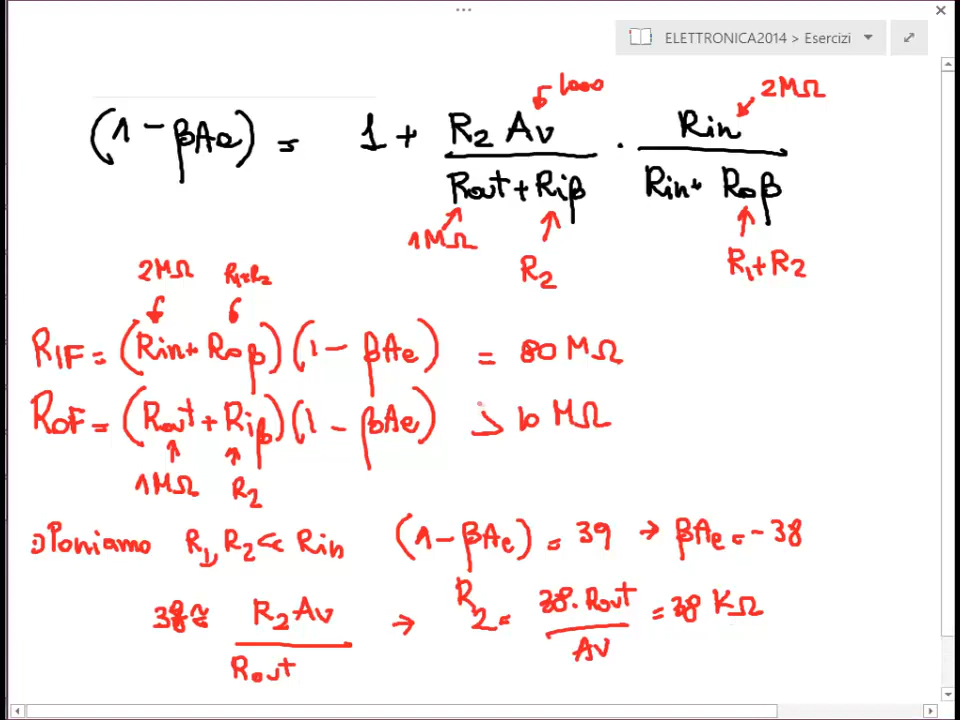 ELETTRONICA2014 > Esercizi
(1 - βAe) = 1 + R2 Av / (Rout + Riβ) · Rin / (Rin + Roβ)
1000
2MΩ
1MΩ
R2
R1+R2
2MΩ R1+R2
RIF = (Rin + Roβ)(1 - βAe) = 80 MΩ
ROF = (Rout + Riβ)(1 - βAe) > 10 MΩ
1MΩ R2
:)Poniamo R1, R2 << Rin (1 - βAe) = 39 → βAe = -38
38 ≈ R2 Av / Rout → R2 = 38 · Rout / Av = 38 KΩ